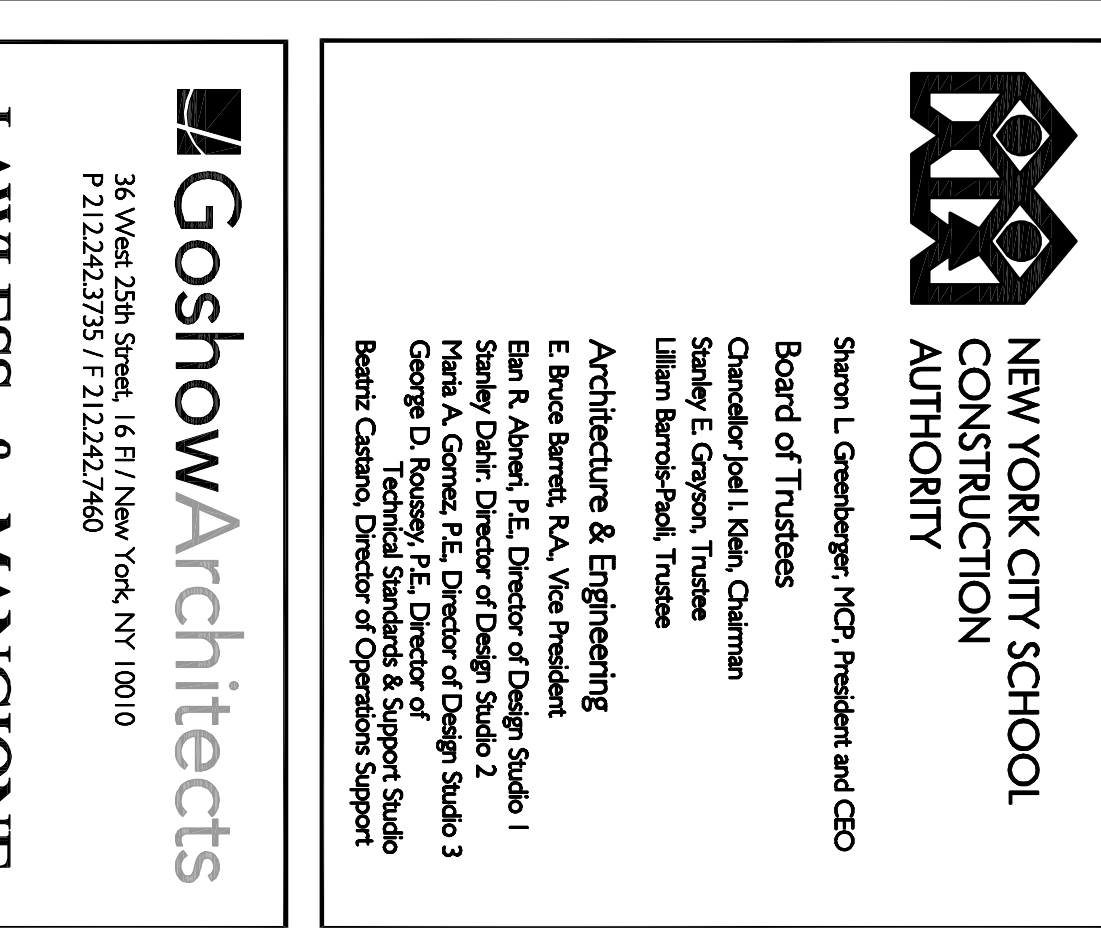 NEW YORK CITY SCHOOL
CONSTRUCTION
AUTHORITY
Sharon L. Greenberger, MCP, President and CEO
Board of Trustees
Chancellor Joel I. Klein, Chairman
Stanley E. Grayson, Trustee
Lilliam Barrois-Paoli, Trustee
Architecture & Engineering
E. Bruce Barrett, R.A., Vice President
Elan R. Abneri, P.E., Director of Design Studio 1
Stanley Dahir. Director of Design Studio 2
Maria A. Gomez, P.E., Director of Design Studio 3
George D. Roussey, P.E., Director of
Technical Standards & Support Studio
Beatriz Castano, Director of Operations Support
GoshowArchitects
36 West 25th Street, 16 Fl / New York, NY 10010
P 212.242.3735 / F 212.242.7460
LAWLESS & MANGIONE